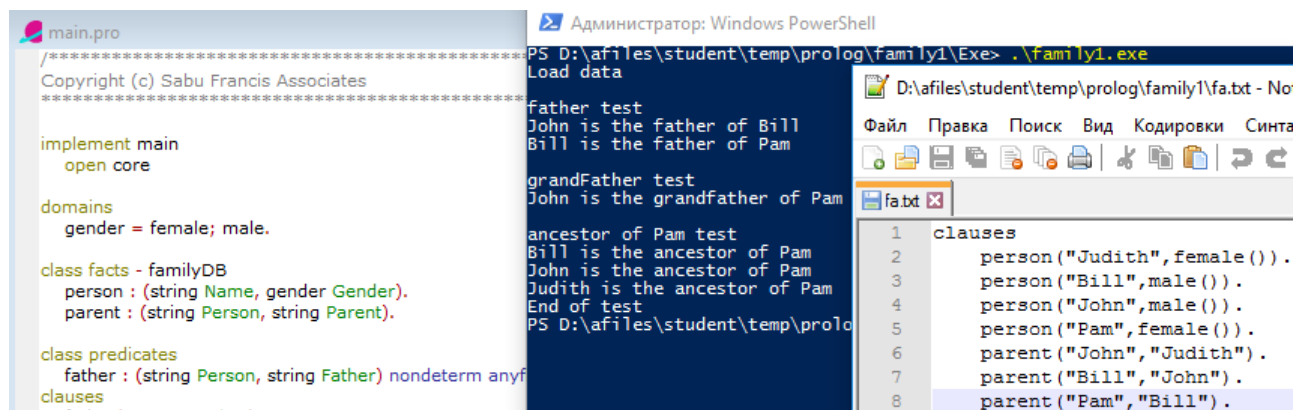 main.pro
/************************************************
Copyright (c) Sabu Francis Associates
************************************************
implement main
open core
domains
gender = female; male.
class facts - familyDB
person : (string Name, gender Gender).
parent : (string Person, string Parent).
class predicates
father : (string Person, string Father) nondeterm anyf
clauses
Администратор: Windows PowerShell
PS D:\afiles\student\temp\prolog\family1\Exe> .\family1.exe
Load data
father test
John is the father of Bill
Bill is the father of Pam
grandFather test
John is the grandfather of Pam
ancestor of Pam test
Bill is the ancestor of Pam
John is the ancestor of Pam
Judith is the ancestor of Pam
End of test
PS D:\afiles\student\temp\prolo
D:\afiles\student\temp\prolog\family1\fa.txt - No
Файл Правка Поиск Вид Кодировки Синта
fa.txt
1 clauses
2 person("Judith",female()).
3 person("Bill",male()).
4 person("John",male()).
5 person("Pam",female()).
6 parent("John","Judith").
7 parent("Bill","John").
8 parent("Pam","Bill").